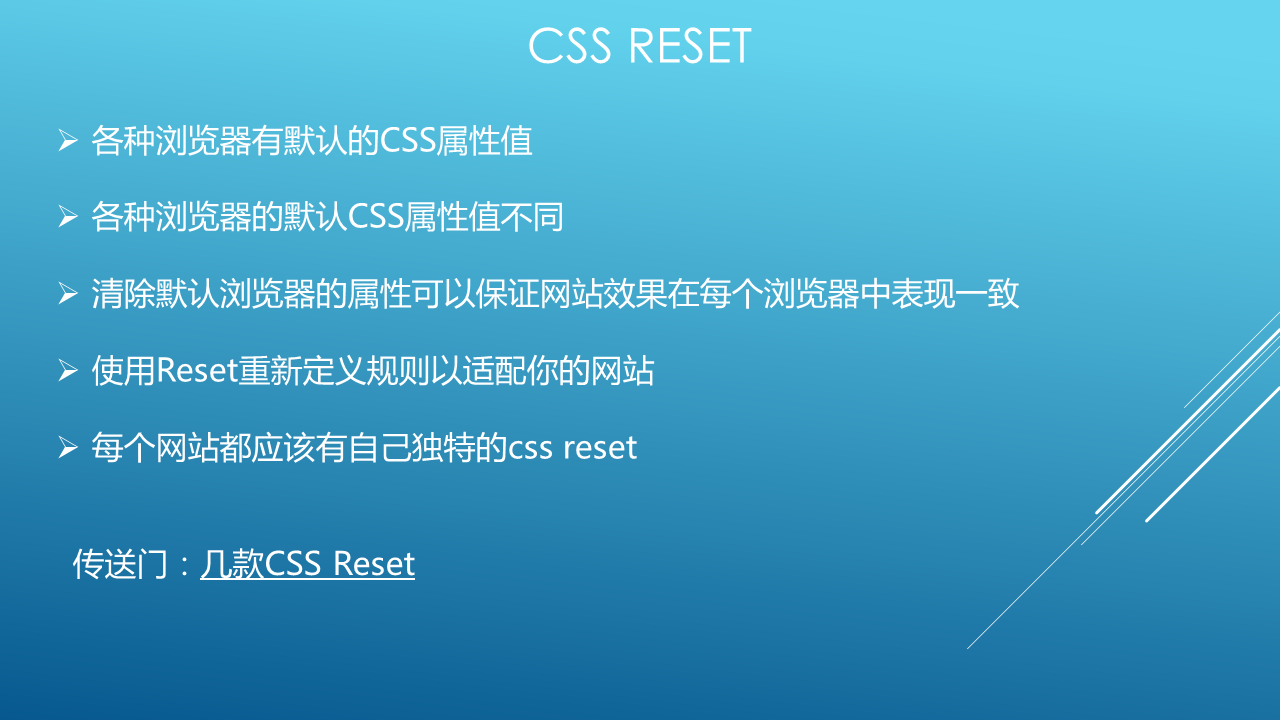 CSS RESET
各种浏览器有默认的CSS属性值
各种浏览器的默认CSS属性值不同
清除默认浏览器的属性可以保证网站效果在每个浏览器中表现一致
使用Reset重新定义规则以适配你的网站
每个网站都应该有自己独特的css reset
传送门：几款CSS Reset